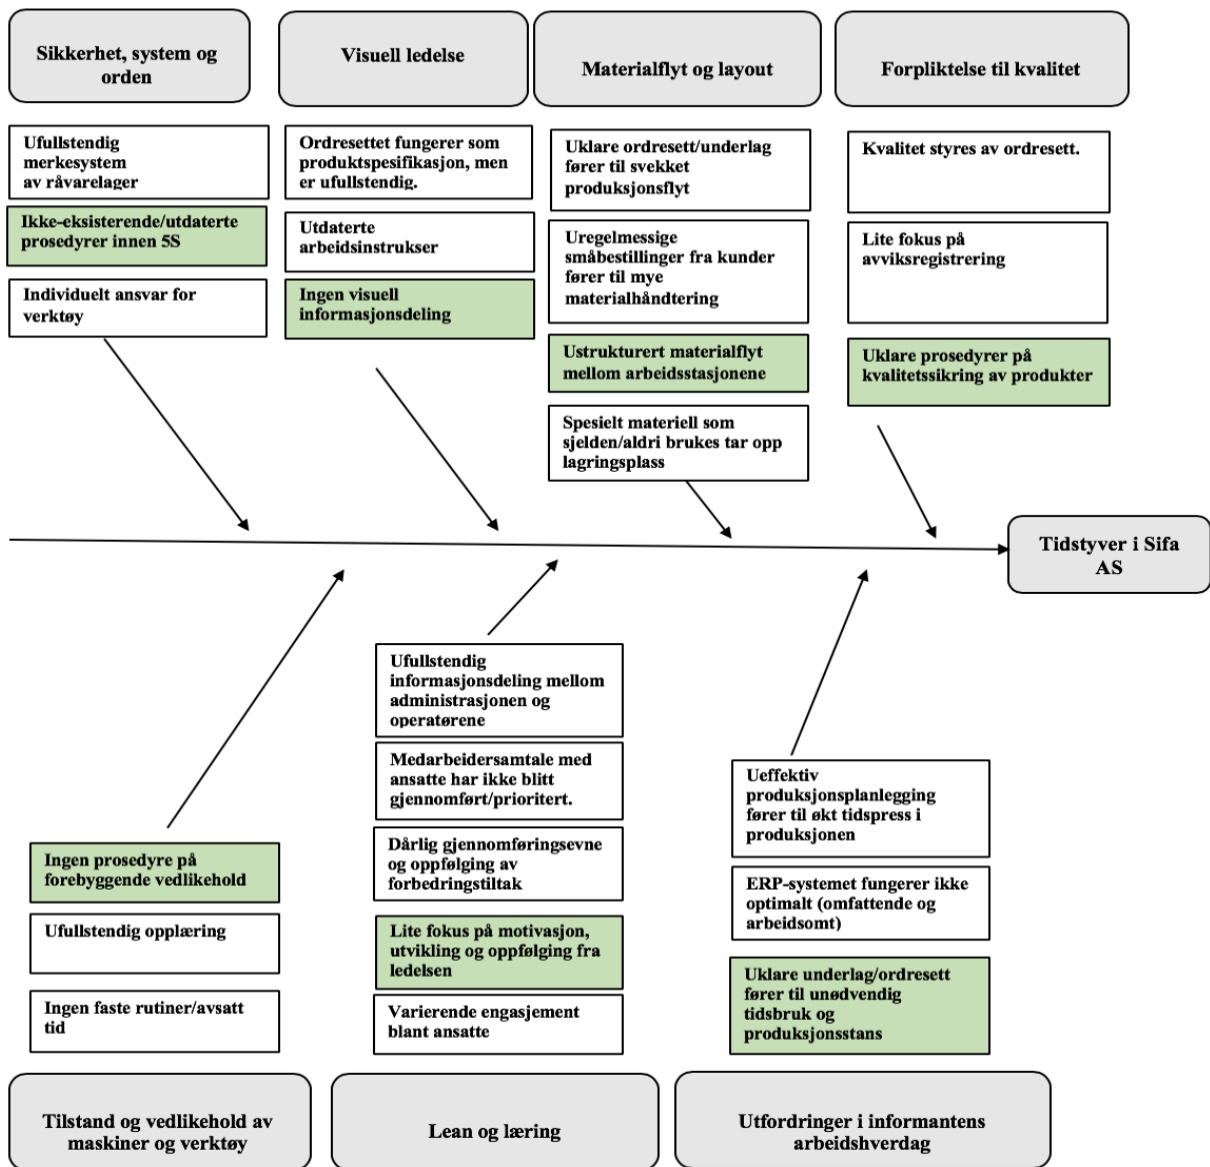 Sikkerhet, system og
orden
Visuell ledelse
Materialflyt og layout
Forpliktelse til kvalitet
Ufullstendig
merkesystem
av råvarelager
Ikke-eksisterende/utdaterte
prosedyrer innen 5S
Individuelt ansvar for
verktøy
Ordresettet fungerer som
produktspesifikasjon, men
er ufullstendig.
Utdaterte
arbeidsinstrukser
Ingen visuell
informasjonsdeling
Uklare ordresett/underlag
fører til svekket
produksjonsflyt
Uregelmessige
småbestillinger fra kunder
fører til mye
materialhåndtering
Ustrukturert materialflyt
mellom arbeidsstasjonene
Spesielt materiell som
sjelden/aldri brukes tar opp
lagringsplass
Kvalitet styres av ordresett.
Lite fokus på
avviksregistrering
Uklare prosedyrer på
kvalitetssikring av produkter
Tidstyver i Sifa
AS
Ingen prosedyre på
forebyggende vedlikehold
Ufullstendig opplæring
Ingen faste rutiner/avsatt
tid
Ufullstendig
informasjonsdeling mellom
administrasjonen og
operatørene
Medarbeidersamtale med
ansatte har ikke blitt
gjennomført/prioritert.
Dårlig gjennomføringsevne
og oppfølging av
forbedringstiltak
Lite fokus på motivasjon,
utvikling og oppfølging fra
ledelsen
Varierende engasjement
blant ansatte
Ueffektiv
produksjonsplanlegging
fører til økt tidspress i
produksjonen
ERP-systemet fungerer ikke
optimalt (omfattende og
arbeidsomt)
Uklare underlag/ordresett
fører til unødvendig
tidsbruk og
produksjonsstans
Tilstand og vedlikehold av
maskiner og verktøy
Lean og læring
Utfordringer i informantens
arbeidshverdag